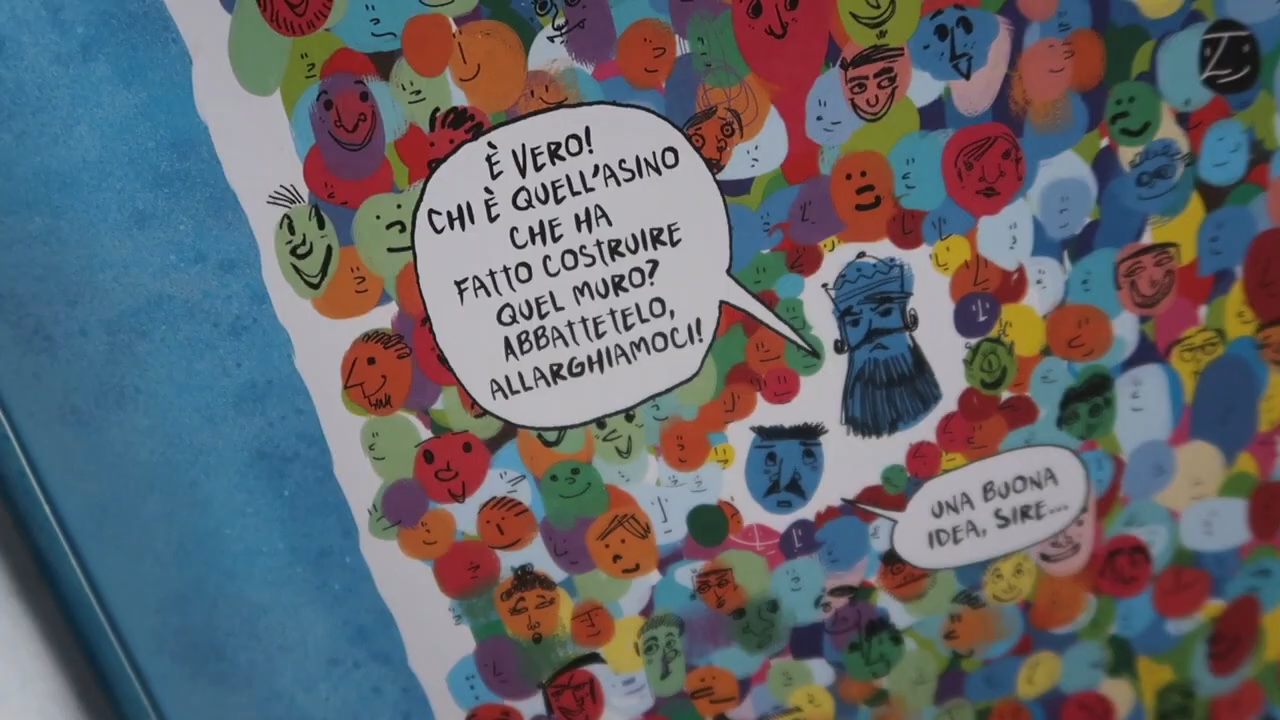 È VERO!
CHI È QUELL'ASINO
CHE HA
FATTO COSTRUIRE
QUEL MURO?
ABBATTETELO,
ALLARGHIAMOCI!
UNA BUONA
IDEA, SIRE...